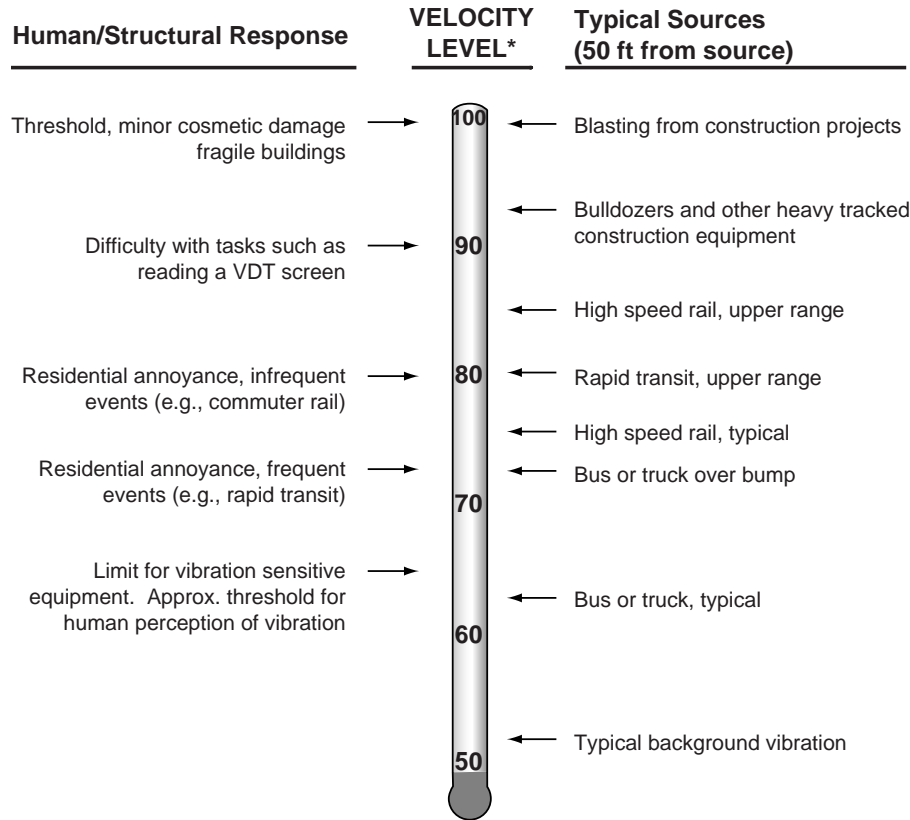 Human/Structural Response
VELOCITY
LEVEL*
Typical Sources
(50 ft from source)
Threshold, minor cosmetic damage
fragile buildings
100
Blasting from construction projects
Bulldozers and other heavy tracked
construction equipment
Difficulty with tasks such as
reading a VDT screen
90
High speed rail, upper range
Residential annoyance, infrequent
events (e.g., commuter rail)
80
Rapid transit, upper range
High speed rail, typical
Residential annoyance, frequent
events (e.g., rapid transit)
Bus or truck over bump
70
Limit for vibration sensitive
equipment.  Approx. threshold for
human perception of vibration
Bus or truck, typical
60
Typical background vibration
50